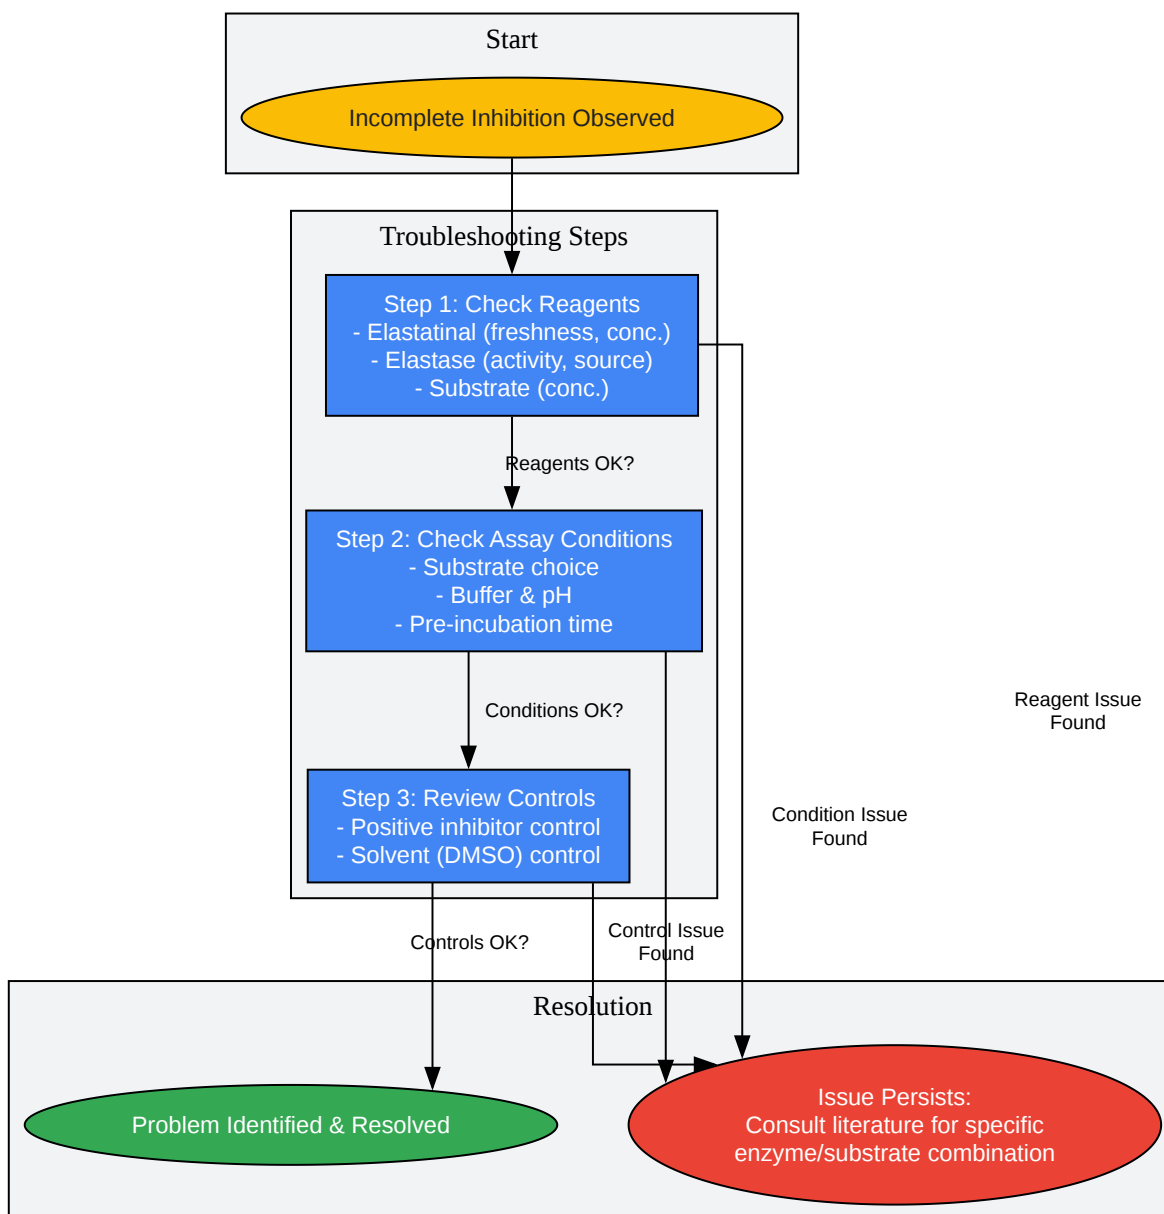 Start
Incomplete Inhibition Observed
Troubleshooting Steps
Step 1: Check Reagents
- Elastatinal (freshness, conc.)
- Elastase (activity, source)
- Substrate (conc.)
Reagents OK?
Step 2: Check Assay Conditions
- Substrate choice
- Buffer & pH
- Pre-incubation time
Conditions OK?
Reagent Issue
Found
Step 3: Review Controls
- Positive inhibitor control
- Solvent (DMSO) control
Condition Issue
Found
Controls OK?
Control Issue
Found
Resolution
Problem Identified & Resolved
Issue Persists:
Consult literature for specific
enzyme/substrate combination